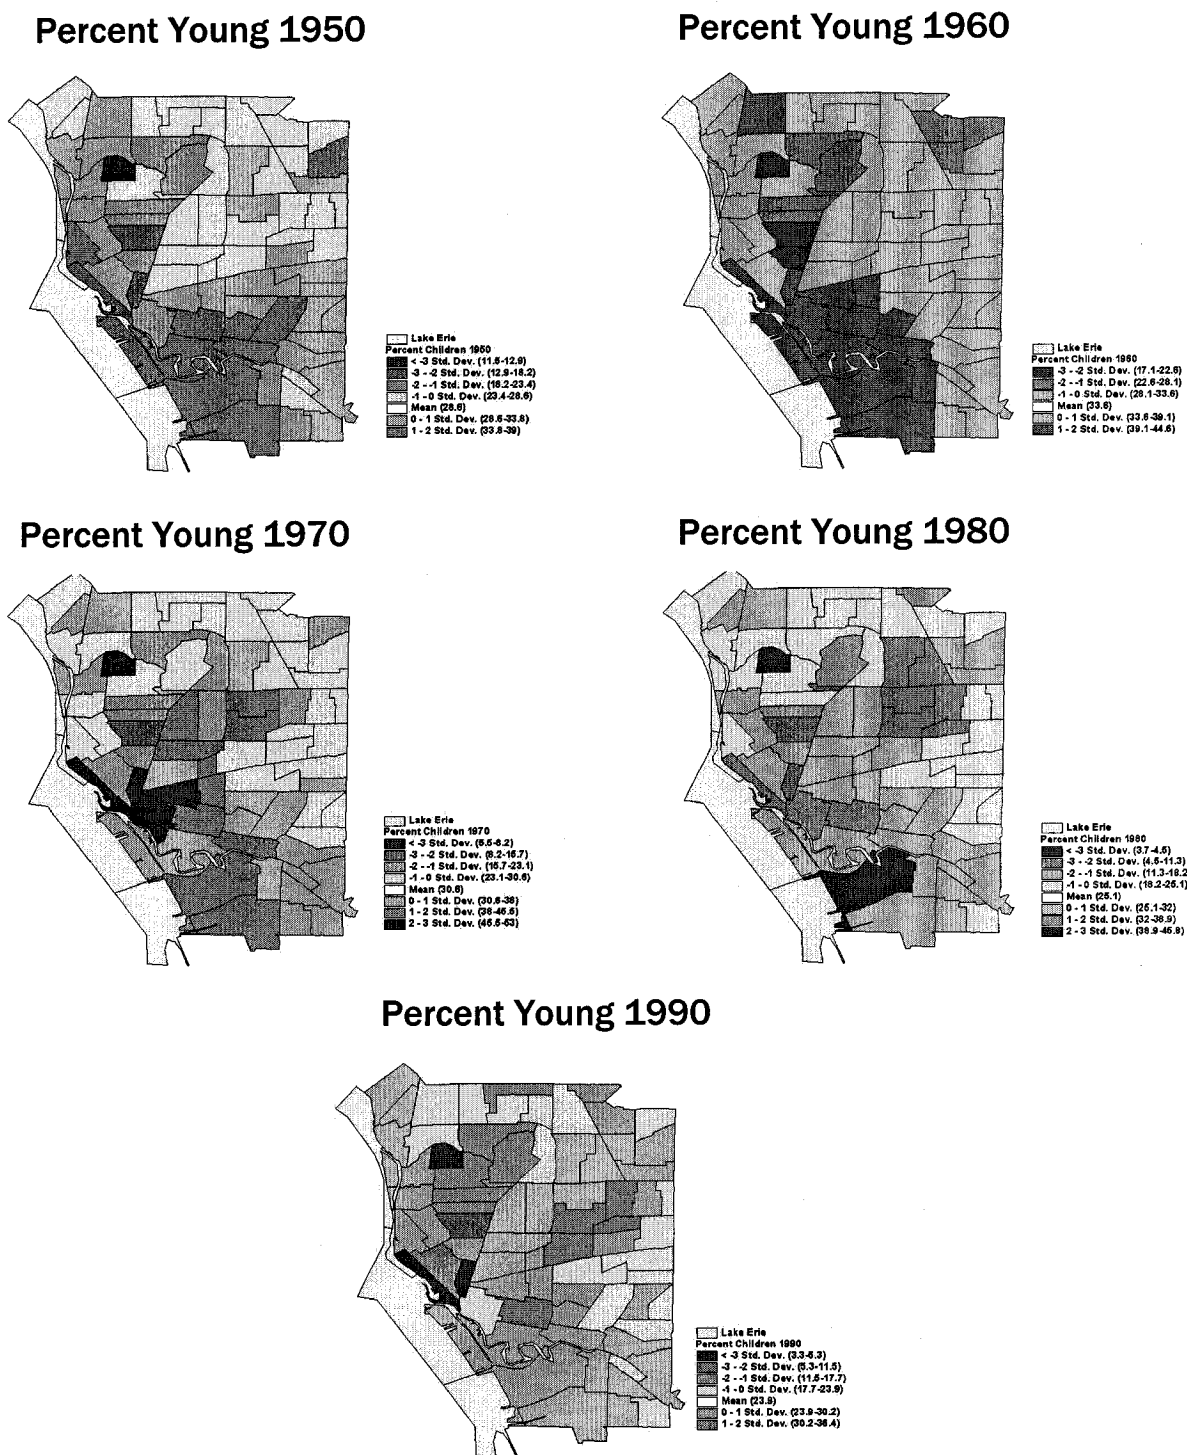 Percent Young 1950
Percent Young 1960
Lake Erie
Percent Children 1950
< -3 Std. Dev. (11.5-12.9)
-3 - -2 Std. Dev. (12.9-18.2)
-2 - -1 Std. Dev. (18.2-23.4)
-1 - 0 Std. Dev. (23.4-28.6)
Mean (28.6)
0 - 1 Std. Dev. (28.6-33.8)
1 - 2 Std. Dev. (33.8-39)
Lake Erie
Percent Children 1960
-3 - -2 Std. Dev. (17.1-22.6)
-2 - -1 Std. Dev. (22.6-28.1)
-1 - 0 Std. Dev. (28.1-33.6)
Mean (33.6)
0 - 1 Std. Dev. (33.6-39.1)
1 - 2 Std. Dev. (39.1-44.6)
Percent Young 1970
Percent Young 1980
Lake Erie
Percent Children 1970
< -3 Std. Dev. (5.5-8.2)
-3 - -2 Std. Dev. (8.2-15.7)
-2 - -1 Std. Dev. (15.7-23.1)
-1 - 0 Std. Dev. (23.1-30.6)
Mean (30.6)
0 - 1 Std. Dev. (30.6-38)
1 - 2 Std. Dev. (38-45.5)
2 - 3 Std. Dev. (45.5-53)
Lake Erie
Percent Children 1980
< -3 Std. Dev. (3.7-4.5)
-3 - -2 Std. Dev. (4.5-11.3)
-2 - -1 Std. Dev. (11.3-18.2
-1 - 0 Std. Dev. (18.2-25.1)
Mean (25.1)
0 - 1 Std. Dev. (25.1-32)
1 - 2 Std. Dev. (32-38.9)
2 - 3 Std. Dev. (38.9-45.8)
Percent Young 1990
Lake Erie
Percent Children 1990
< -3 Std. Dev. (3.3-5.3)
-3 - -2 Std. Dev. (5.3-11.5)
-2 - -1 Std. Dev. (11.5-17.7)
-1 - 0 Std. Dev. (17.7-23.9)
Mean (23.9)
0 - 1 Std. Dev. (23.9-30.2)
1 - 2 Std. Dev. (30.2-36.4)